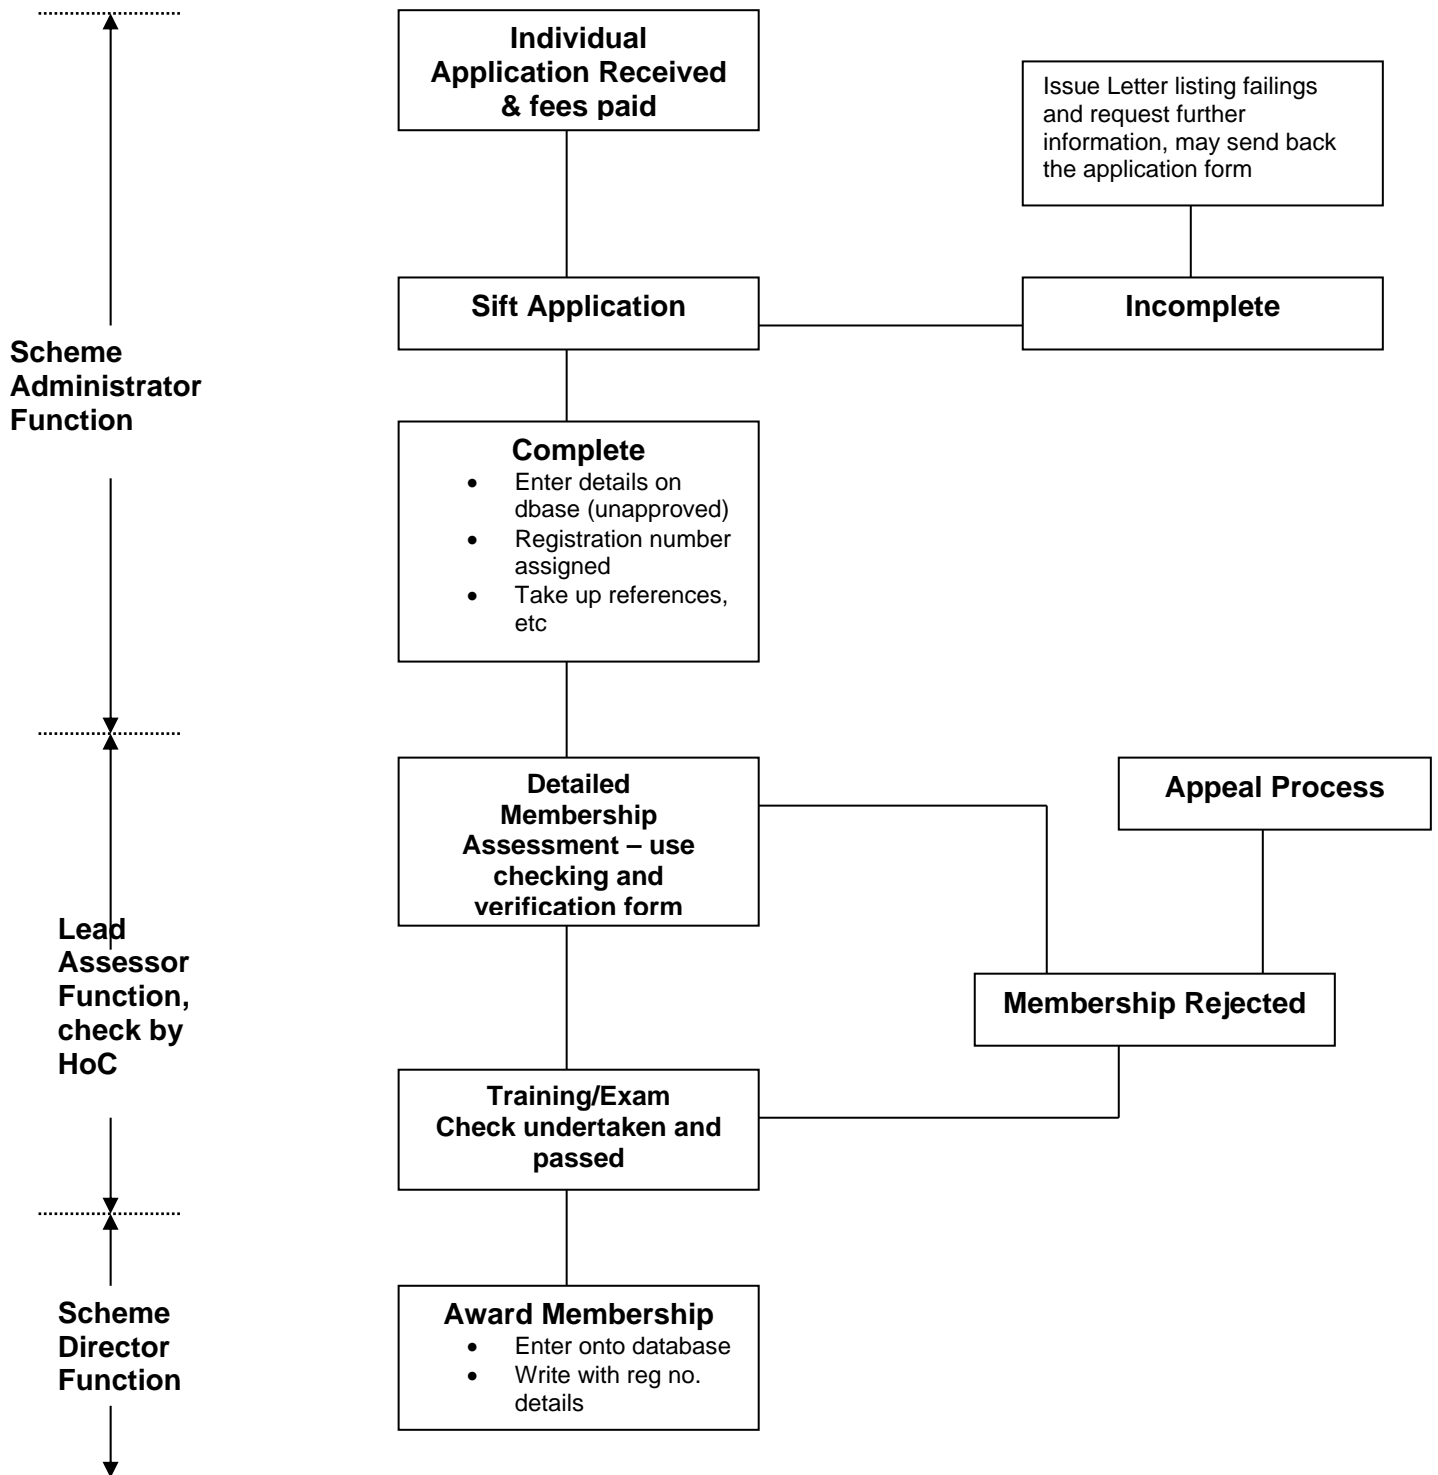 Individual
Application Received
& fees paid
Issue Letter listing failings
and request further
information, may send back
the application form
Sift Application
Incomplete
Scheme
Administrator
Function
Complete
• Enter details on
dbase (unapproved)
• Registration number
assigned
• Take up references,
etc
Detailed
Membership
Assessment – use
checking and
verification form
Appeal Process
Lead
Assessor
Function,
check by
HoC
Membership Rejected
Training/Exam
Check undertaken and
passed
Scheme
Director
Function
Award Membership
• Enter onto database
• Write with reg no.
details